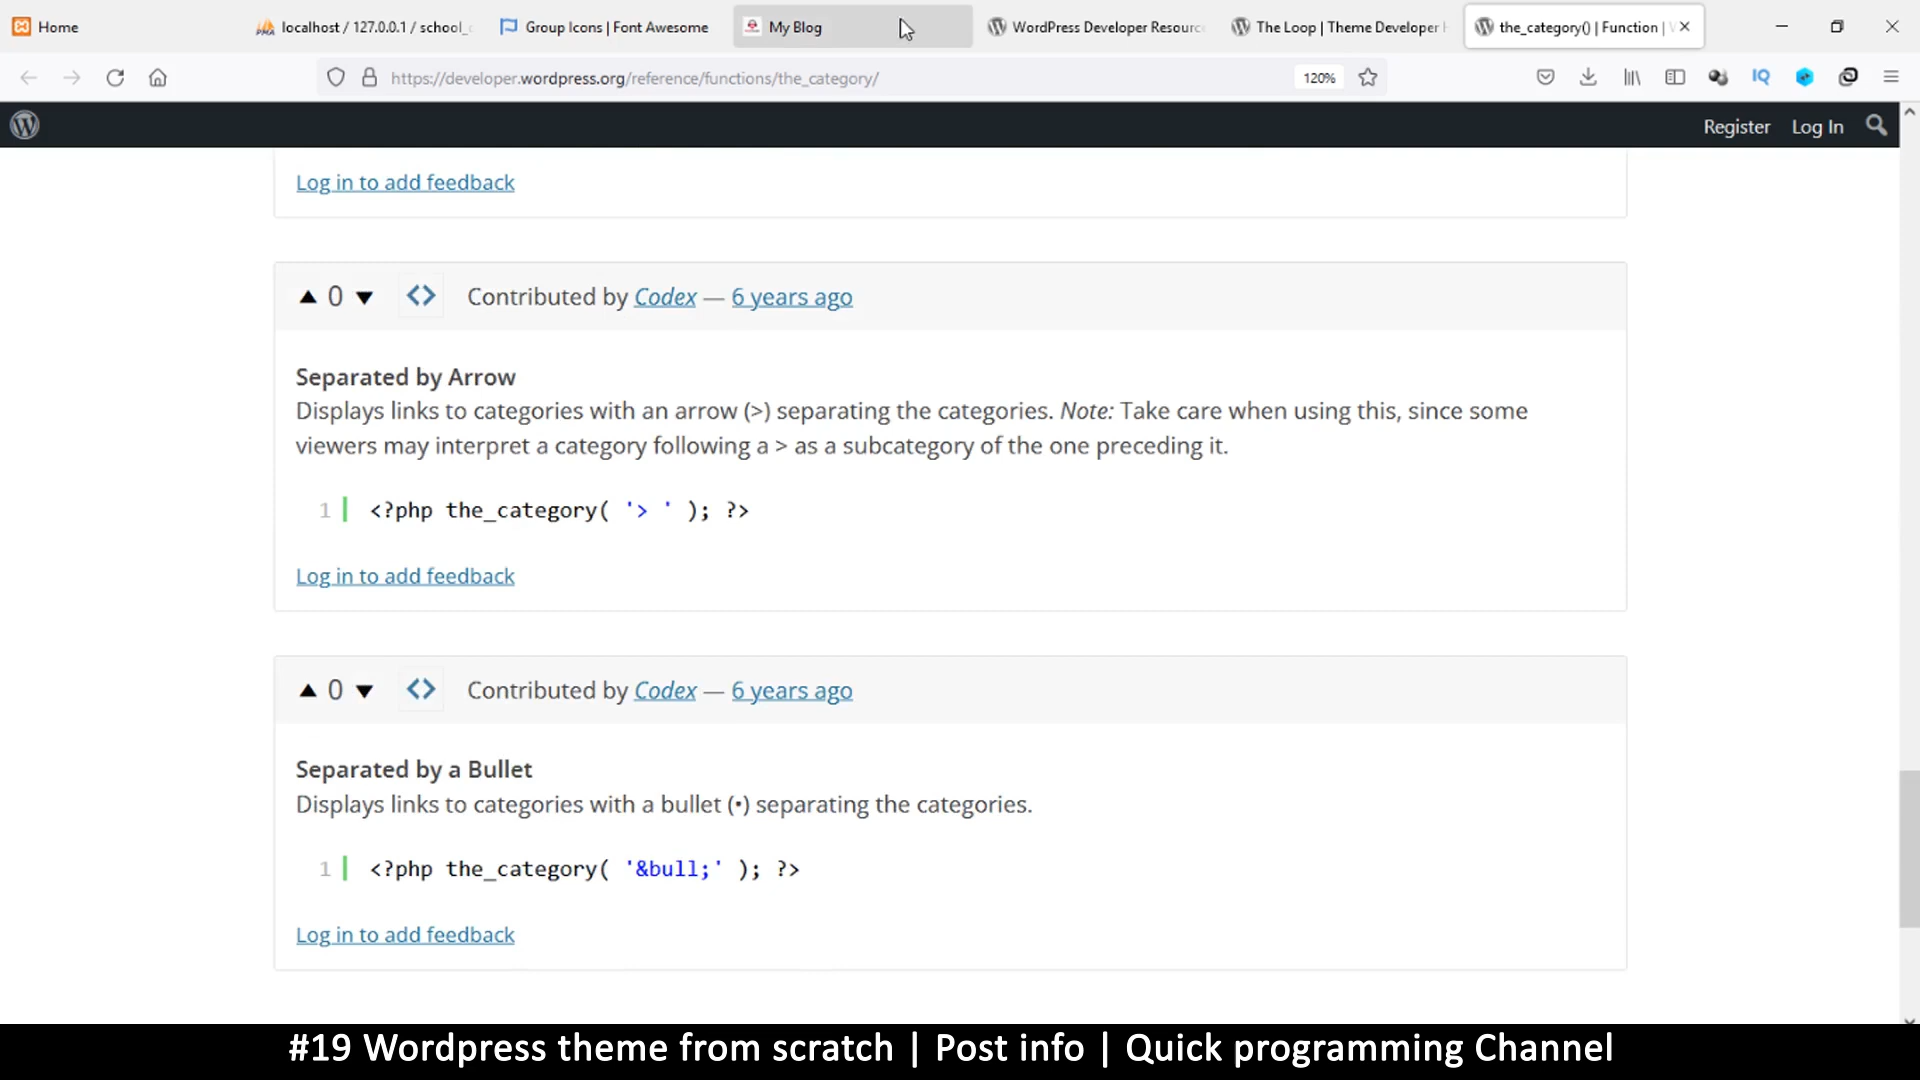 Home
localhost / 127.0.0.1 / school_
Group Icons | Font Awesome
My Blog
WordPress Developer Resourc
The Loop | Theme Developer H
the_category() | Function | W
https://developer.wordpress.org/reference/functions/the_category/
120%
IQ
Register
Log In
Log in to add feedback
0
Contributed by Codex — 6 years ago
Separated by Arrow
Displays links to categories with an arrow (>) separating the categories. Note: Take care when using this, since some
viewers may interpret a category following a > as a subcategory of the one preceding it.
1 <?php the_category( '> ' ); ?>
Log in to add feedback
0
Contributed by Codex — 6 years ago
Separated by a Bullet
Displays links to categories with a bullet (•) separating the categories.
1 <?php the_category( '&bull;' ); ?>
Log in to add feedback
#19 Wordpress theme from scratch | Post info | Quick programming Channel